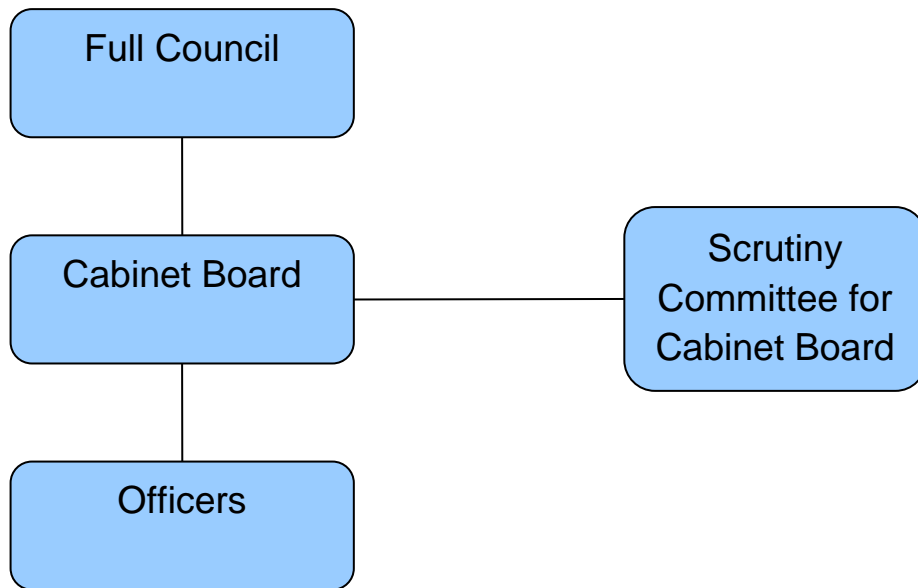 Full Council
Cabinet Board
Scrutiny
Committee for
Cabinet Board
Officers